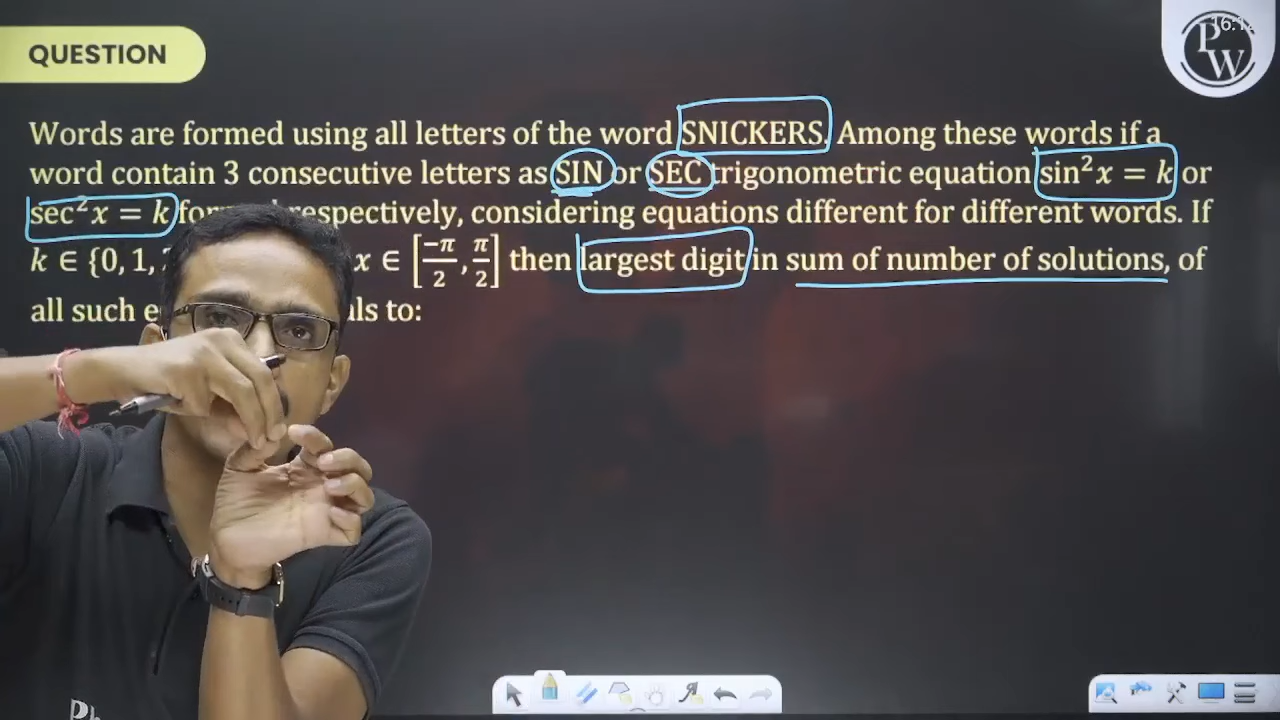 QUESTION
P
W
Words are formed using all letters of the word SNICKERS. Among these words if a
word contain 3 consecutive letters as SIN or SEC trigonometric equation sin²x = k or
sec²x = k respectively, considering equations different for different words. If
k ∈ {0, 1, x ∈ [−π/2, π/2] then largest digit in sum of number of solutions, of
all such to: